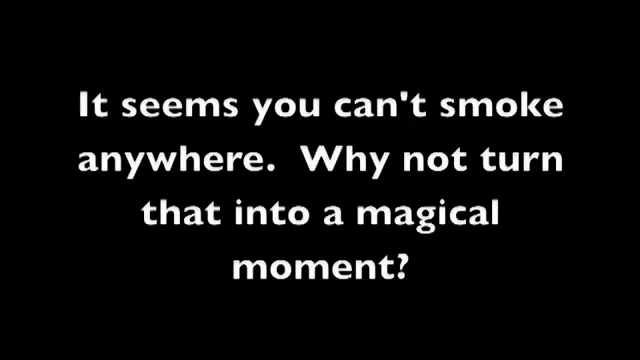 It seems you can't smoke
anywhere.  Why not turn
that into a magical
moment?